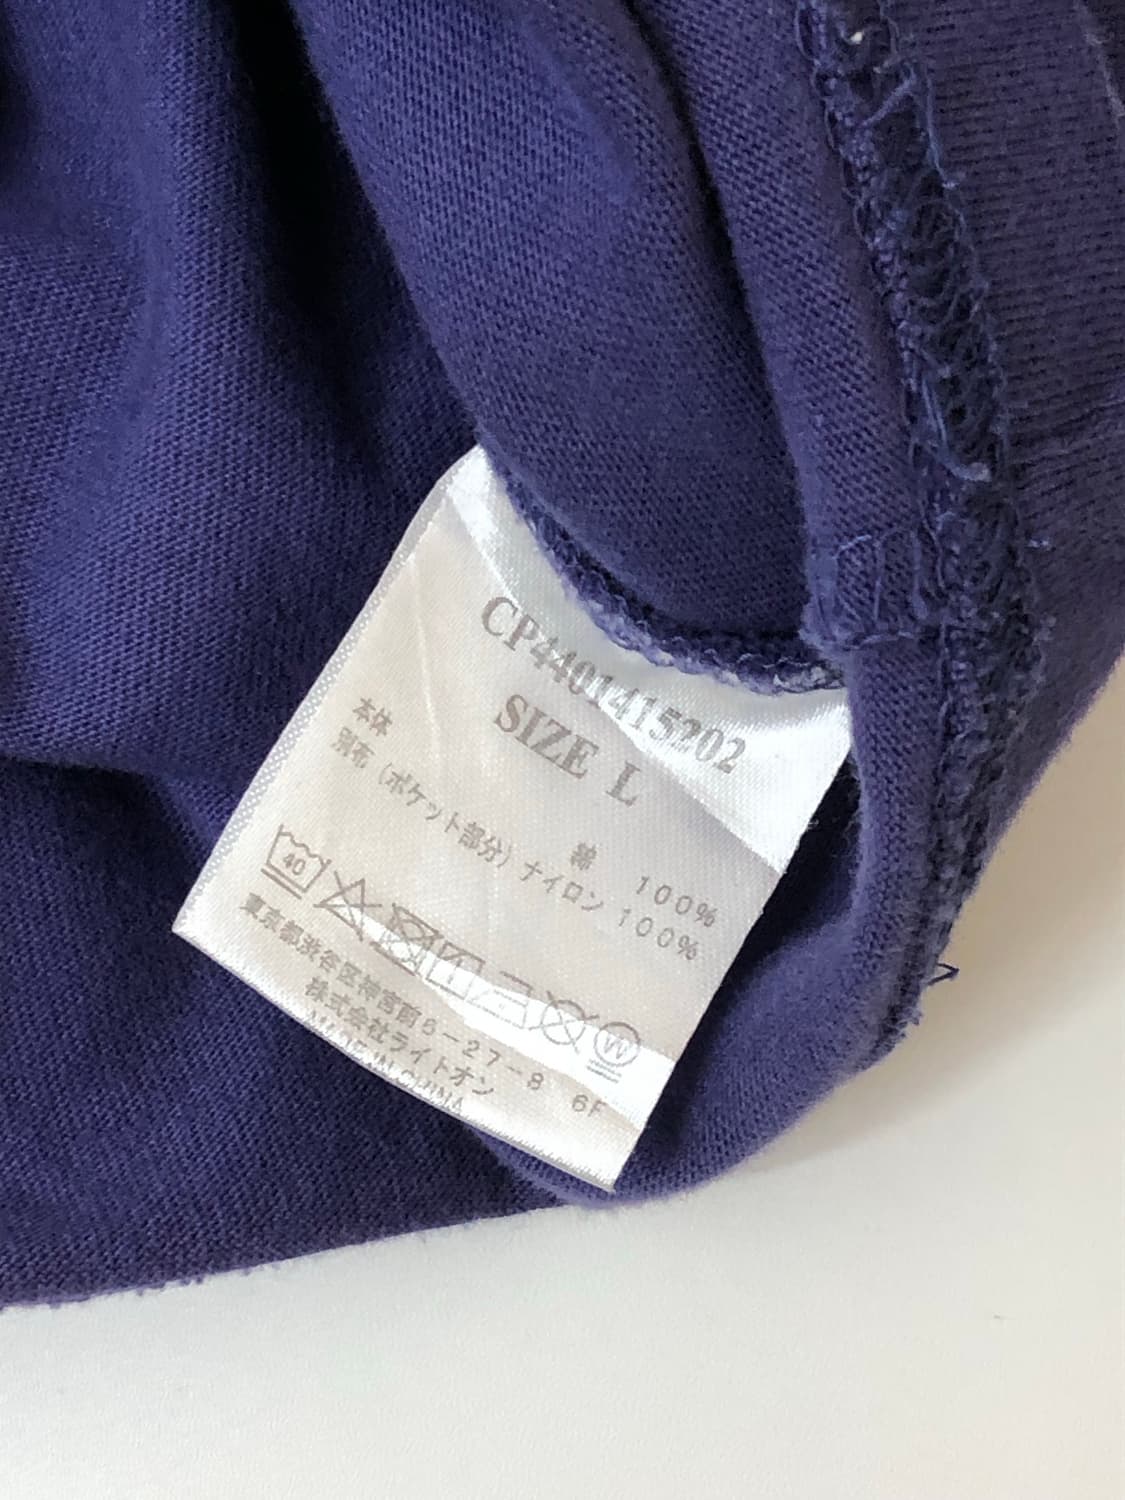 CP4401415202
SIZE L
本体 綿 100%
別布(ポケット部分)ナイロン 100%
40
W
東京都渋谷区神宮前6-27-8 6F
株式会社ライトオン
MADE IN CHINA